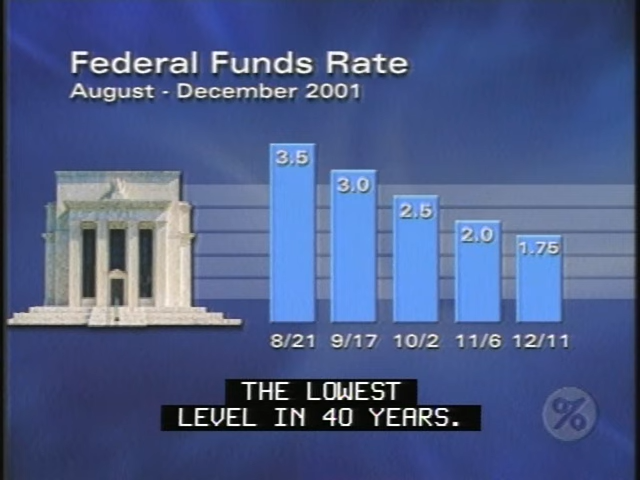 Federal Funds Rate
August - December 2001
3.5
3.0
2.5
2.0
1.75
8/21 9/17 10/2 11/6 12/11
THE LOWEST
LEVEL IN 40 YEARS.
%